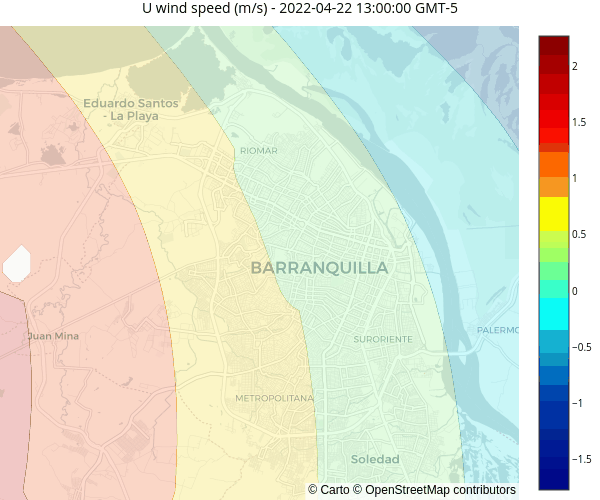 U wind speed (m/s) - 2022-04-22 13:00:00 GMT-5
Eduardo Santos
- La Playa
RIOMAR
BARRANQUILLA
Juan Mina
SURORIENTE
PALERMO
METROPOLITANA
Soledad
© Carto © OpenStreetMap contributors
2
1.5
1
0.5
0
−0.5
−1
−1.5